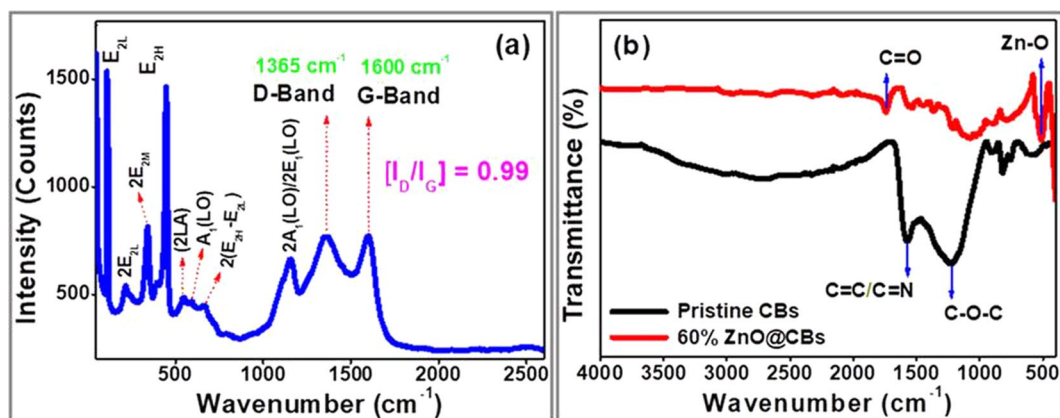 (a)
E2L
E2H
1365 cm-1
1600 cm-1
D-Band
G-Band
2E2M
2E2L
(2LA)
A1(LO)
2(E2H-E2L)
2A1(LO)/2E1(LO)
[ID/IG] = 0.99
Intensity (Counts)
1500
1000
500
500 1000 1500 2000 2500
Wavenumber (cm-1)
(b)
Zn-O
C=O
C=C/C=N
C-O-C
Pristine CBs
60% ZnO@CBs
Transmittance (%)
4000 3500 3000 2500 2000 1500 1000 500
Wavenumber (cm-1)